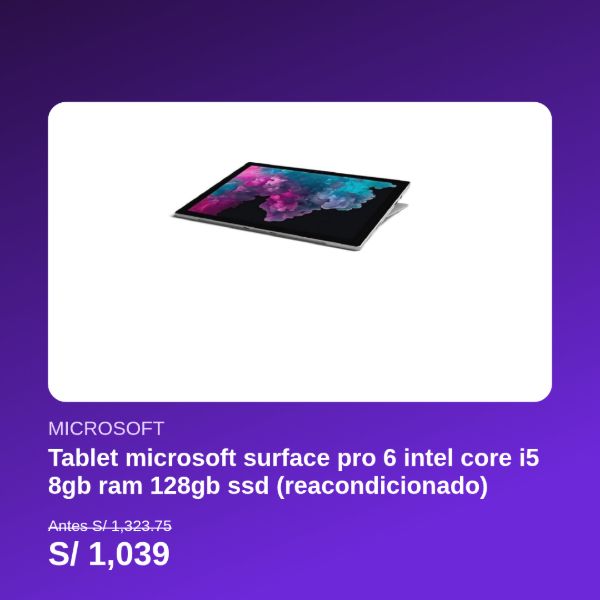 MICROSOFT
Tablet microsoft surface pro 6 intel core i5
8gb ram 128gb ssd (reacondicionado)
Antes S/ 1,323.75
S/ 1,039